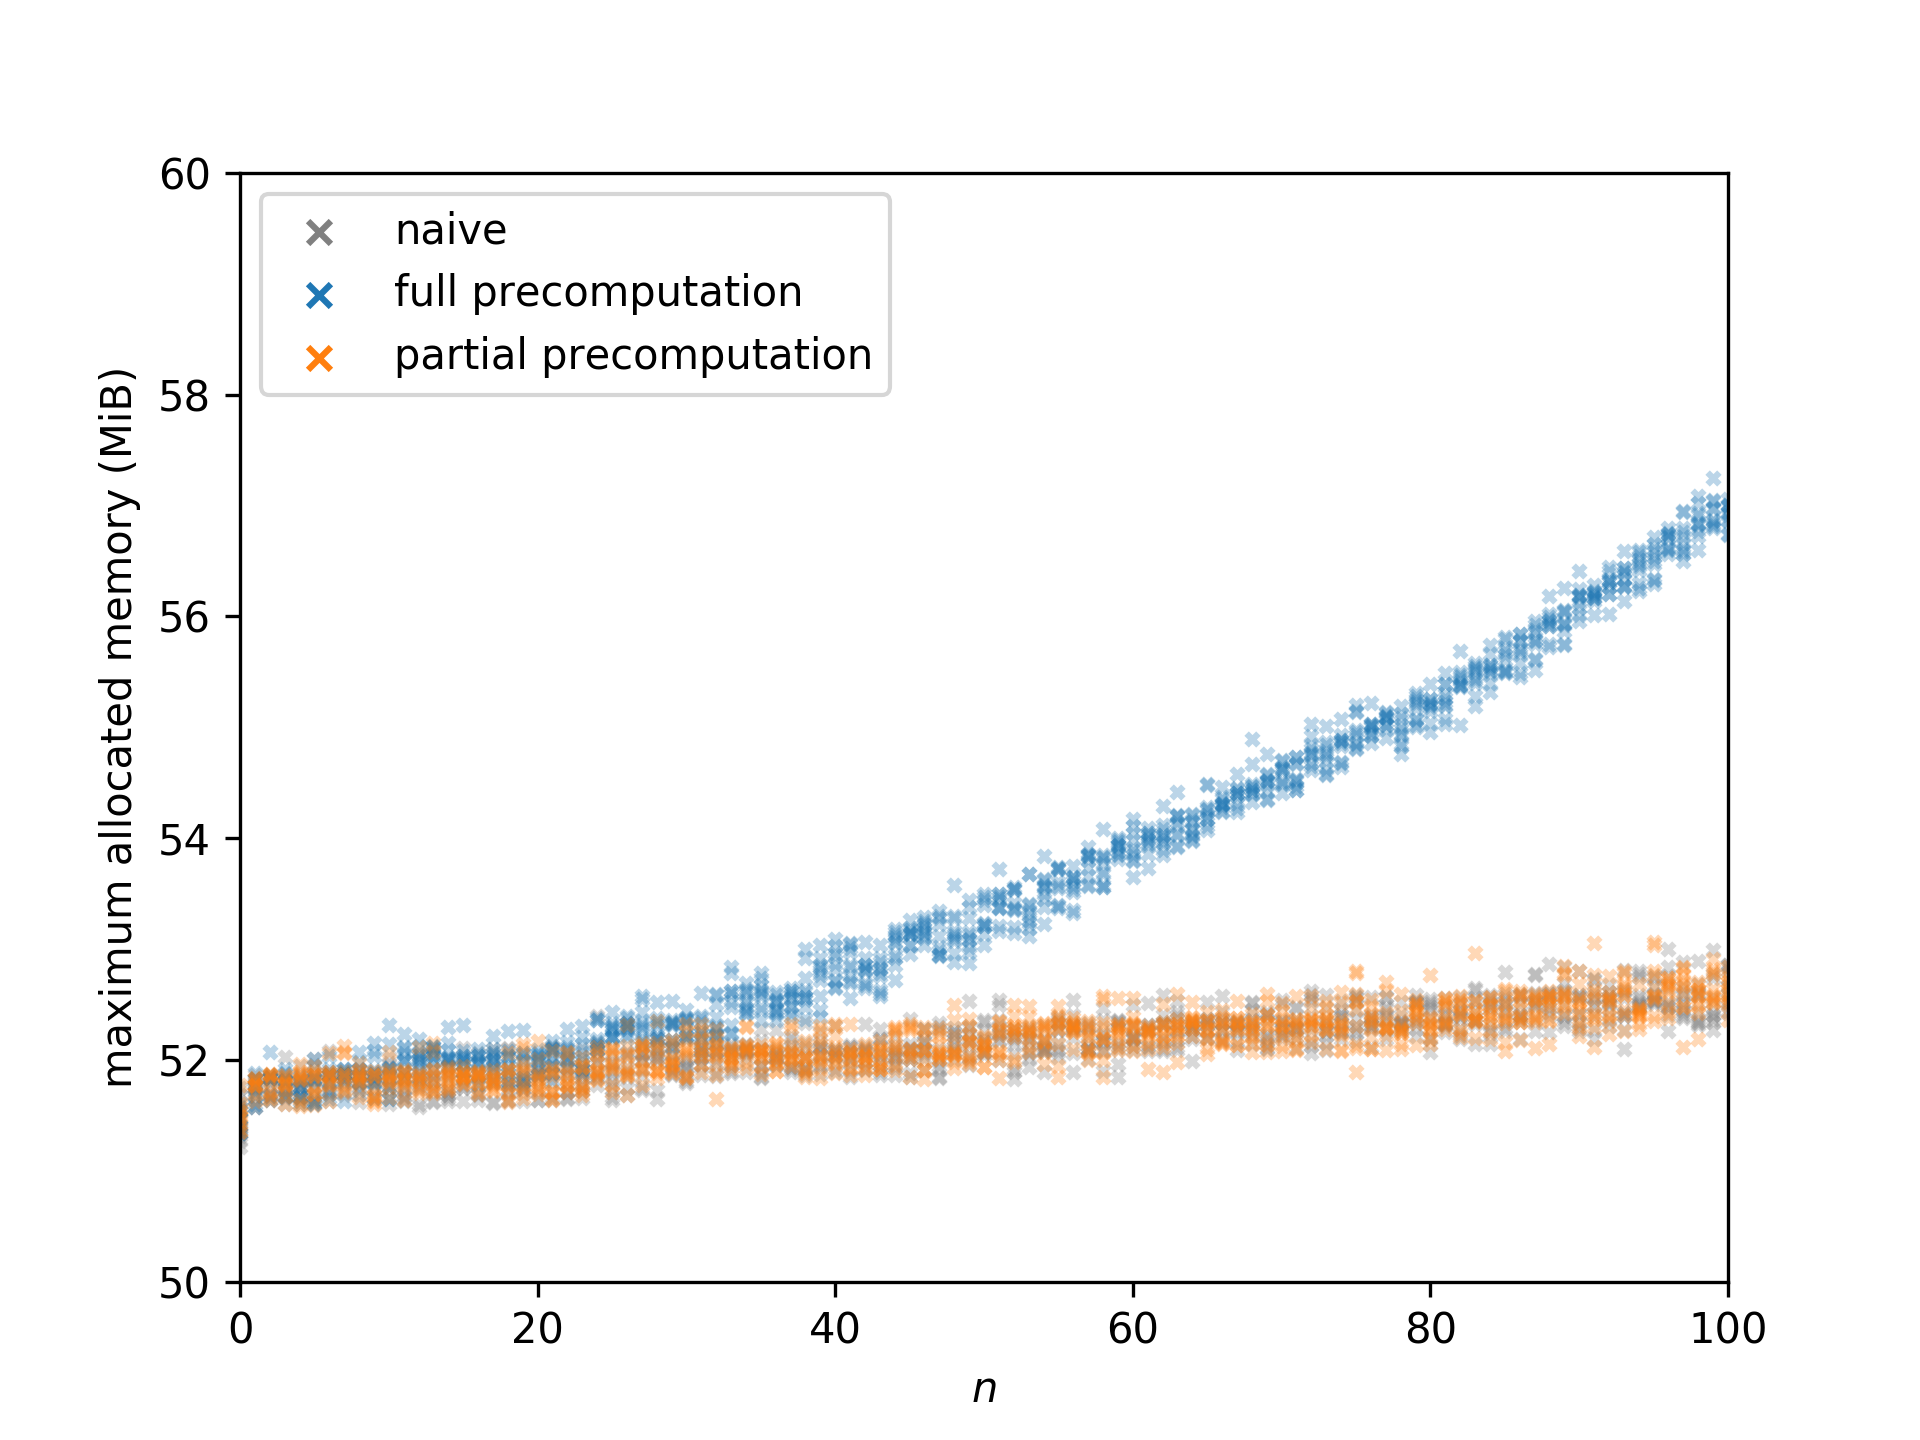 60
58
56
54
52
50
0 20 40 60 80 100
n
maximum allocated memory (MiB)
naive
full precomputation
partial precomputation